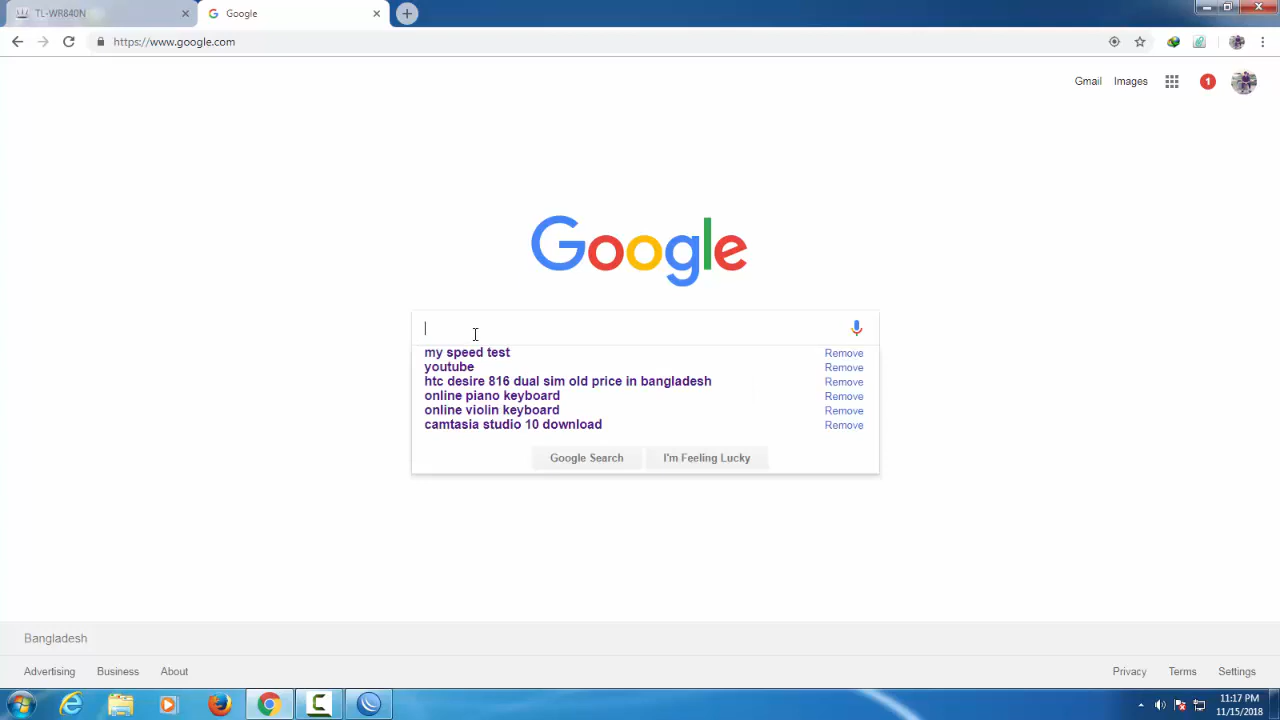 TL-WR840N
Google
https://www.google.com
Gmail Images 1
Google
my speed test Remove
youtube Remove
htc desire 816 dual sim old price in bangladesh Remove
online piano keyboard Remove
online violin keyboard Remove
camtasia studio 10 download Remove
Google Search I'm Feeling Lucky
Bangladesh
Advertising Business About Privacy Terms Settings
11:17 PM
11/15/2018